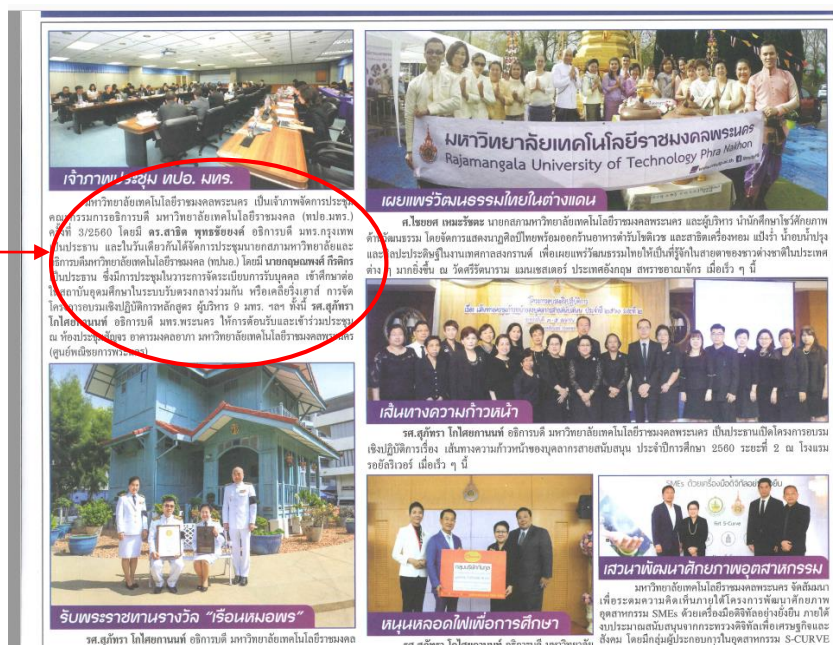 เจ้าภาพประชุม ทปอ. มทร.
มหาวิทยาลัยเทคโนโลยีราชมงคลพระนคร เป็นเจ้าภาพจัดการประชุม
คณะกรรมการอธิการบดี มหาวิทยาลัยเทคโนโลยีราชมงคล (ทปอ.มทร.)
ครั้งที่ 3/2560 โดยมี ดร.สาธิต พุทธชัยยงค์ อธิการบดี มทร.กรุงเทพ
เป็นประธาน และในวันเดียวกันได้จัดการประชุมนายกสภามหาวิทยาลัยและ
อธิการบดีมหาวิทยาลัยเทคโนโลยีราชมงคล (ทปนอ.) โดยมี นายกฤษณพงศ์ กีรติกร
เป็นประธาน ซึ่งมีการประชุมในวาระการจัดระเบียบการรับบุคคล เข้าศึกษาต่อ
ในสถาบันอุดมศึกษาในระบบรับตรงกลางร่วมกัน หรือเคลียริ่งเฮาส์ การจัด
โครงการอบรมเชิงปฏิบัติการหลักสูตร ผู้บริหาร 9 มทร. ฯลฯ ทั้งนี้ รศ.สุภัทรา
โกไศยกานนท์ อธิการบดี มทร.พระนคร ให้การต้อนรับและเข้าร่วมประชุม
ณ ห้องประชุมสัญจร อาคารมงคลอาภา มหาวิทยาลัยเทคโนโลยีราชมงคลพระนคร
(ศูนย์พณิชยการพระนคร)
รับพระราชทานรางวัล "เรือนหมอพร"
รศ.สุภัทรา โกไศยกานนท์ อธิการบดี มหาวิทยาลัยเทคโนโลยีราชมงคล
มหาวิทยาลัยเทคโนโลยีราชมงคลพระนคร
Rajamangala University of Technology Phra Nakhon
เผยแพร่วัฒนธรรมไทยในต่างแดน
ศ.ไชยยศ เหมะรัชตะ นายกสภามหาวิทยาลัยเทคโนโลยีราชมงคลพระนคร และผู้บริหาร นำนักศึกษาโชว์ศักยภาพ
ด้านวัฒนธรรม โดยจัดการแสดงนาฏศิลป์ไทยพร้อมออกร้านอาหารตำรับโชติเวช และสาธิตเครื่องหอม แป้งร่ำ น้ำอบน้ำปรุง
และศิลปะประดิษฐ์ในงานเทศกาลสงกรานต์ เพื่อเผยแพร่วัฒนธรรมไทยให้เป็นที่รู้จักในสายตาของชาวต่างชาติในประเทศ
ต่าง ๆ มากยิ่งขึ้น ณ วัดศรีรัตนาราม แมนเชสเตอร์ ประเทศอังกฤษ สหราชอาณาจักร เมื่อเร็ว ๆ นี้
เส้นทางความก้าวหน้า
รศ.สุภัทรา โกไศยกานนท์ อธิการบดี มหาวิทยาลัยเทคโนโลยีราชมงคลพระนคร เป็นประธานเปิดโครงการอบรม
เชิงปฏิบัติการเรื่อง เส้นทางความก้าวหน้าของบุคลากรสายสนับสนุน ประจำปีการศึกษา 2560 ระยะที่ 2 ณ โรงแรม
รอยัลริเวอร์ เมื่อเร็ว ๆ นี้
หนุนหลอดไฟเพื่อการศึกษา
รศ.สุภัทรา โกไศยกานนท์ อธิการบดี มหาวิทยาลัย
SMEs ด้วยเครื่องมือดิจิทัลอย่างยั่งยืน
S-Curve
เสวนาพัฒนาศักยภาพอุตสาหกรรม
มหาวิทยาลัยเทคโนโลยีราชมงคลพระนคร จัดสัมมนา
เพื่อระดมความคิดเห็นภายใต้โครงการพัฒนาศักยภาพ
อุตสาหกรรม SMEs ด้วยเครื่องมือดิจิทัลอย่างยั่งยืน ภายใต้
งบประมาณสนับสนุนจากกระทรวงดิจิทัลเพื่อเศรษฐกิจและ
สังคม โดยมีกลุ่มผู้ประกอบการในอุตสาหกรรม S-CURVE